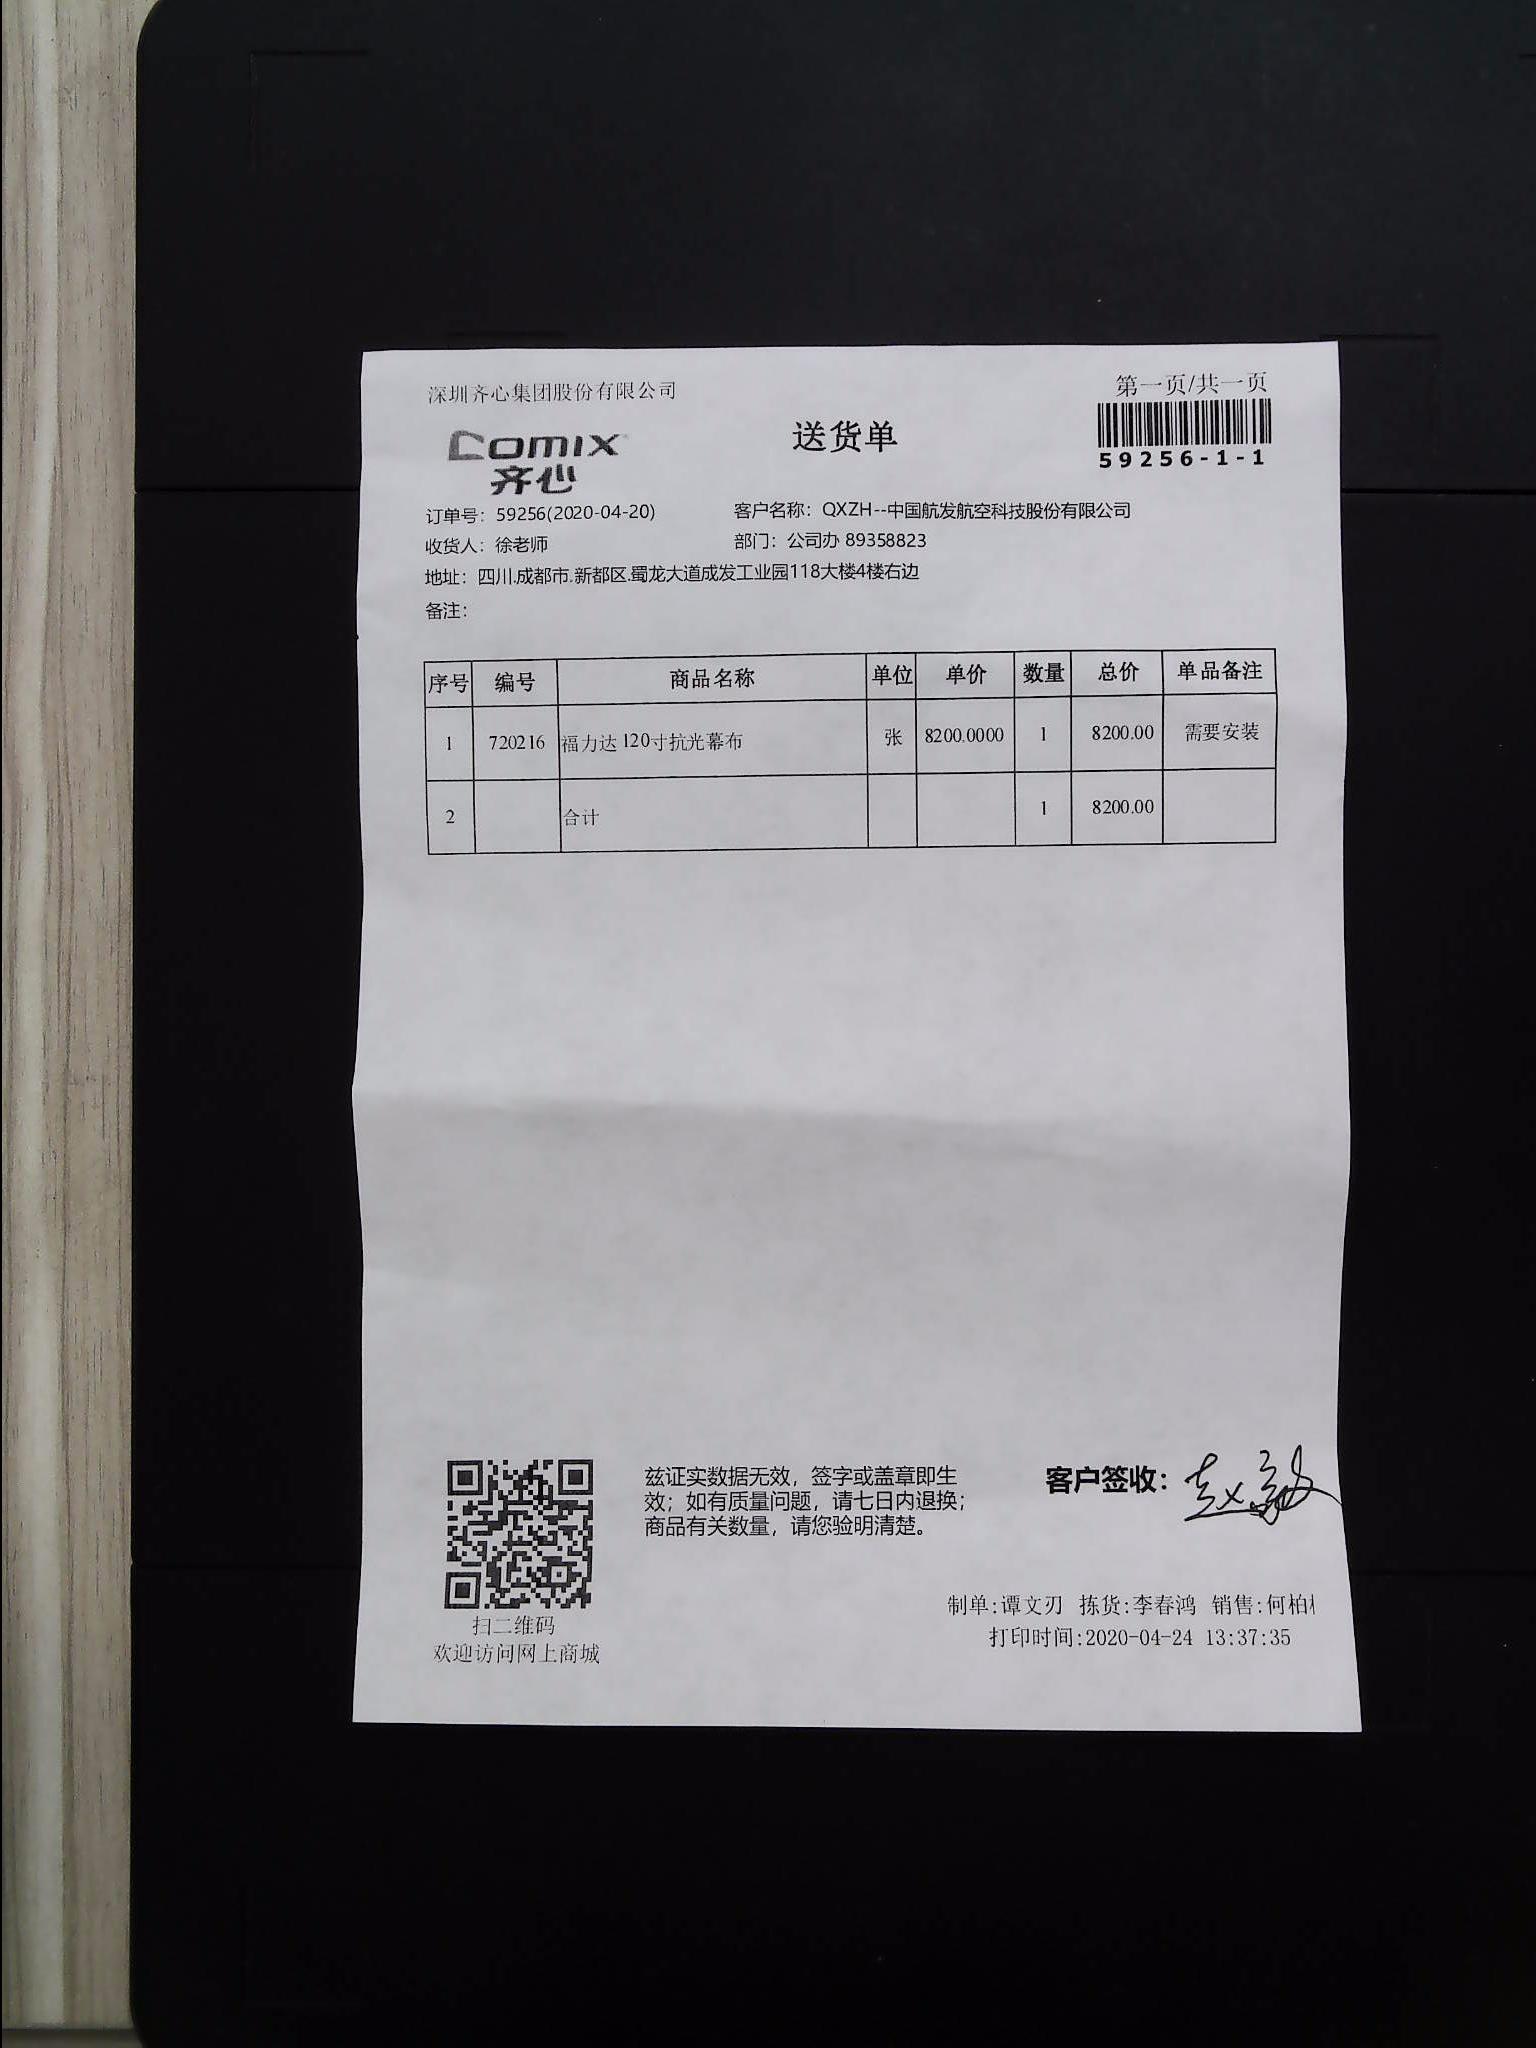 深圳齐心集团股份有限公司
第一页/共一页
comix
齐心
送货单
59256-1-1
订单号：59256(2020-04-20) 客户名称：QXZH--中国航发航空科技股份有限公司
收货人：徐老师 部门：公司办 89358823
地址：四川.成都市.新都区.蜀龙大道成发工业园118大楼4楼右边
备注：
序号 编号 商品名称 单位 单价 数量 总价 单品备注
1 720216 福力达 120寸抗光幕布 张 8200.0000 1 8200.00 需要安装
2 合计 1 8200.00
兹证实数据无效，签字或盖章即生
效；如有质量问题，请七日内退换；
商品有关数量，请您验明清楚。
客户签收：赵毅
扫二维码
欢迎访问网上商城
制单:谭文刃 拣货:李春鸿 销售:何柏
打印时间:2020-04-24 13:37:35